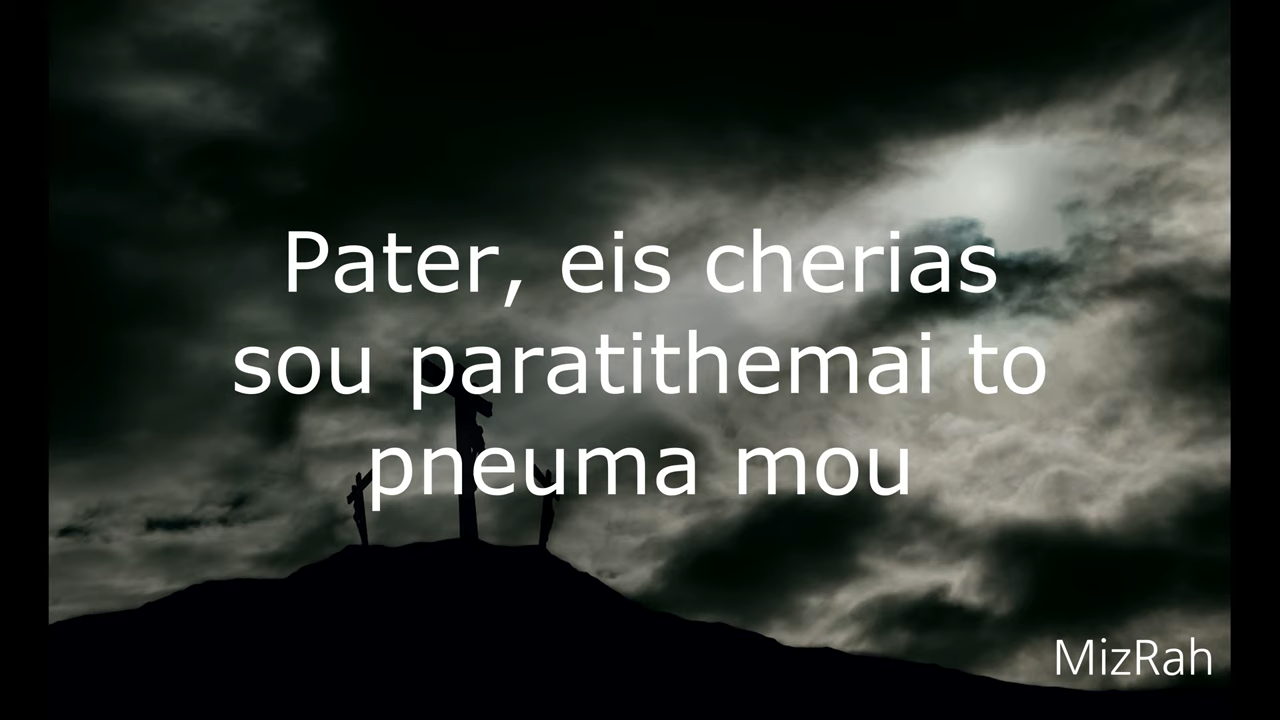 Pater, eis cherias
sou paratithemai to
pneuma mou
MizRah